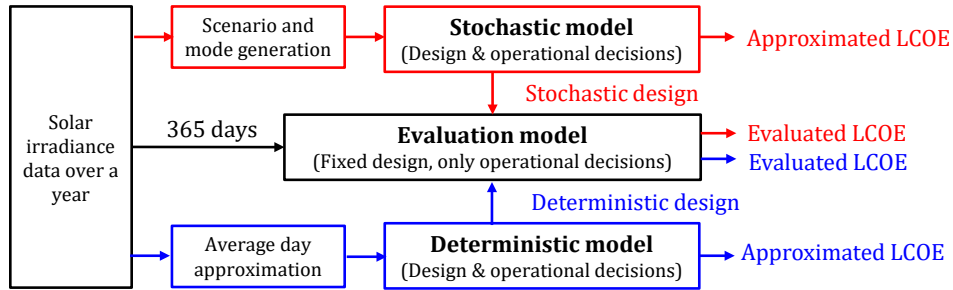 Solar
irradiance
data over a
year
Scenario and
mode generation
Stochastic model
(Design & operational decisions)
Approximated LCOE
Stochastic design
365 days
Evaluation model
(Fixed design, only operational decisions)
Evaluated LCOE
Evaluated LCOE
Deterministic design
Average day
approximation
Deterministic model
(Design & operational decisions)
Approximated LCOE